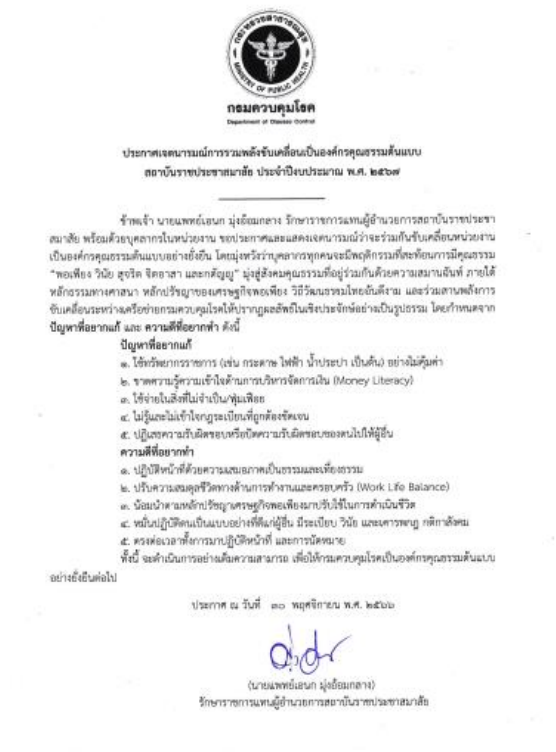 กระทรวงสาธารณสุข
MINISTRY OF PUBLIC HEALTH
กรมควบคุมโรค
Department of Disease Control
ประกาศเจตนารมณ์การรวมพลังขับเคลื่อนเป็นองค์กรคุณธรรมต้นแบบ
สถาบันราชประชาสมาสัย ประจำปีงบประมาณ พ.ศ. ๒๕๖๗
ข้าพเจ้า นายแพทย์เอนก มุ่งอ้อมกลาง รักษาราชการแทนผู้อำนวยการสถาบันราชประชา
สมาสัย พร้อมด้วยบุคลากรในหน่วยงาน ขอประกาศและแสดงเจตนารมณ์ว่าจะร่วมกันขับเคลื่อนหน่วยงาน
เป็นองค์กรคุณธรรมต้นแบบอย่างยั่งยืน โดยมุ่งหวังว่าบุคลากรทุกคนจะมีพฤติกรรมที่สะท้อนการมีคุณธรรม
“พอเพียง วินัย สุจริต จิตอาสา และกตัญญู” มุ่งสู่สังคมคุณธรรมที่อยู่ร่วมกันด้วยความสมานฉันท์ ภายใต้
หลักธรรมทางศาสนา หลักปรัชญาของเศรษฐกิจพอเพียง วิถีวัฒนธรรมไทยอันดีงาม และร่วมสานพลังการ
ขับเคลื่อนระหว่างเครือข่ายกรมควบคุมโรคให้ปรากฏผลลัพธ์ในเชิงประจักษ์อย่างเป็นรูปธรรม โดยกำหนดจาก
ปัญหาที่อยากแก้ และ ความดีที่อยากทำ ดังนี้
ปัญหาที่อยากแก้
๑. ใช้ทรัพยากรราชการ (เช่น กระดาษ ไฟฟ้า น้ำประปา เป็นต้น) อย่างไม่คุ้มค่า
๒. ขาดความรู้ความเข้าใจด้านการบริหารจัดการเงิน (Money Literacy)
๓. ใช้จ่ายในสิ่งที่ไม่จำเป็น/ฟุ่มเฟือย
๔. ไม่รู้และไม่เข้าใจกฎระเบียบที่ถูกต้องชัดเจน
๕. ปฏิเสธความรับผิดชอบหรือปัดความรับผิดชอบของตนไปให้ผู้อื่น
ความดีที่อยากทำ
๑. ปฏิบัติหน้าที่ด้วยความเสมอภาคเป็นธรรมและเที่ยงธรรม
๒. ปรับความสมดุลชีวิตทางด้านการทำงานและครอบครัว (Work Life Balance)
๓. น้อมนำตามหลักปรัชญาเศรษฐกิจพอเพียงมาปรับใช้ในการดำเนินชีวิต
๔. หมั่นปฏิบัติตนเป็นแบบอย่างที่ดีแก่ผู้อื่น มีระเบียบ วินัย และเคารพกฎ กติกาสังคม
๕. ตรงต่อเวลาทั้งการมาปฏิบัติหน้าที่ และการนัดหมาย
ทั้งนี้ จะดำเนินการอย่างเต็มความสามารถ เพื่อให้กรมควบคุมโรคเป็นองค์กรคุณธรรมต้นแบบ
อย่างยั่งยืนต่อไป
ประกาศ ณ วันที่ ๓๐ พฤศจิกายน พ.ศ. ๒๕๖๖
(นายแพทย์เอนก มุ่งอ้อมกลาง)
รักษาราชการแทนผู้อำนวยการสถาบันราชประชาสมาสัย